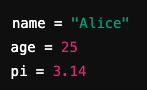 name = "Alice"
age = 25
pi = 3.14